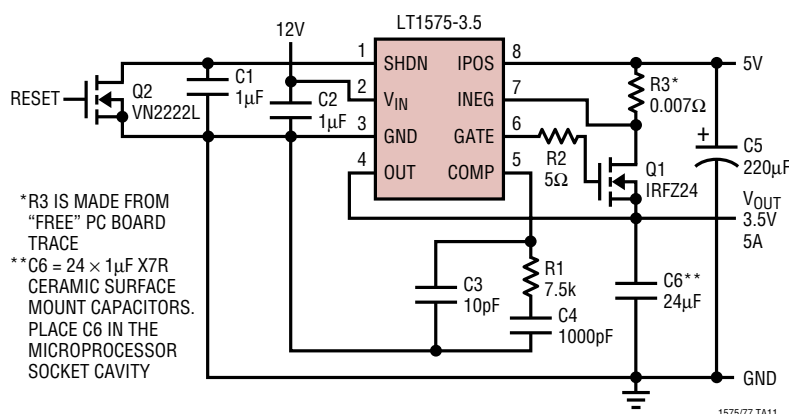 LT1575-3.5
12V
1
SHDN
IPOS
8
5V
C1
1µF
R3*
0.007Ω
RESET
Q2
VN2222L
2
VIN
INEG
7
C2
1µF
3
GND
GATE
6
R2
5Ω
Q1
IRFZ24
+
C5
220µF
4
OUT
COMP
5
VOUT
3.5V
5A
*R3 IS MADE FROM
“FREE” PC BOARD
TRACE
**C6 = 24 × 1µF X7R
CERAMIC SURFACE
MOUNT CAPACITORS.
PLACE C6 IN THE
MICROPROCESSOR
SOCKET CAVITY
C3
10pF
R1
7.5k
C4
1000pF
C6**
24µF
GND
1575/77 TA11